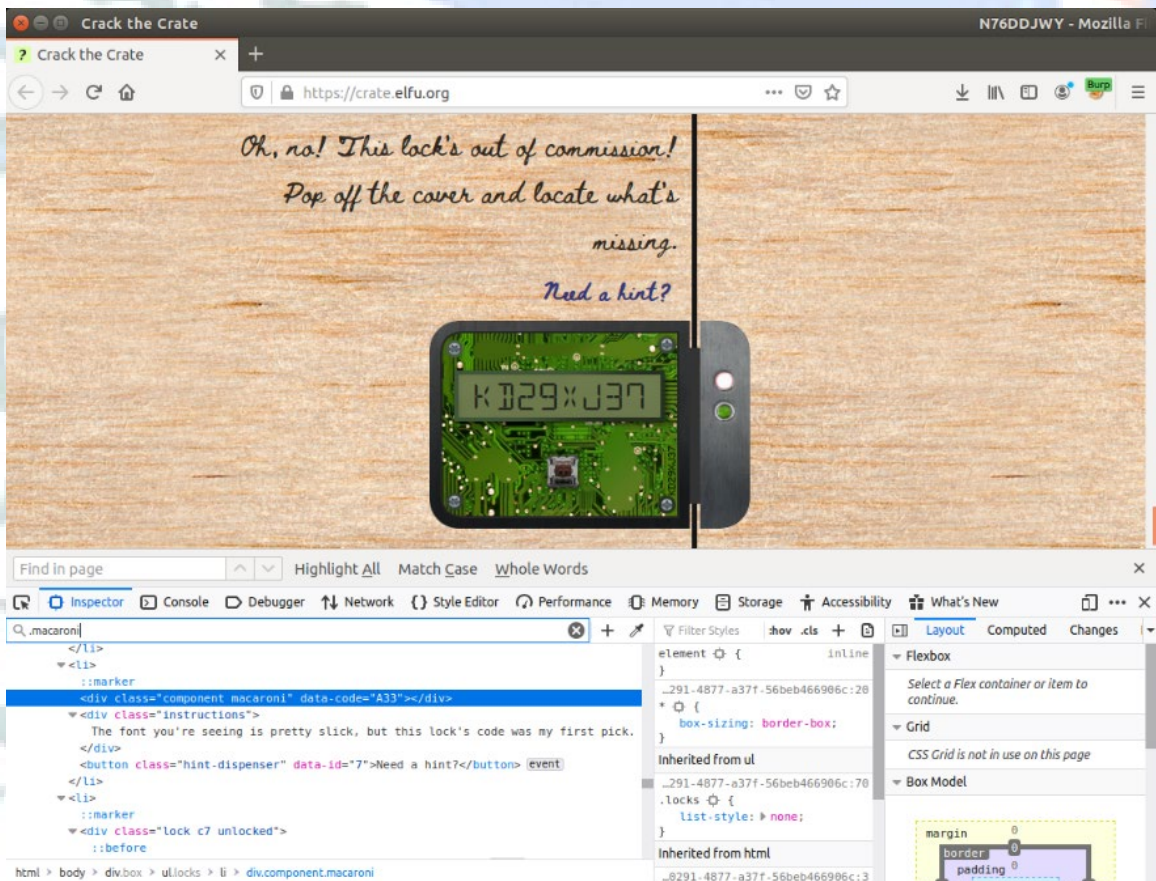 Crack the Crate
N76DDJWY - Mozilla Fi
? Crack the Crate × +
https://crate.elfu.org
Burp
Oh, no! This lock's out of commission!
Pop off the cover and locate what's
missing.
Need a hint?
KD29XJ37
Find in page
Highlight All Match Case Whole Words
Inspector Console Debugger Network {} Style Editor Performance Memory Storage Accessibility What's New
.macaroni
Filter Styles :hov .cls +
Layout Computed Changes
</li>
<li>
::marker
<div class="component macaroni" data-code="A33"></div>
<div class="instructions">
The font you're seeing is pretty slick, but this lock's code was my first pick.
</div>
<button class="hint-dispenser" data-id="7">Need a hint?</button> event
</li>
<li>
::marker
<div class="lock c7 unlocked">
::before
html > body > div.box > ul.locks > li > div.component.macaroni
element { inline
}
…291-4877-a37f-56beb466906c:20
* {
box-sizing: border-box;
}
Inherited from ul
…291-4877-a37f-56beb466906c:70
.locks {
list-style: none;
}
Inherited from html
…0291-4877-a37f-56beb466906c:3
Flexbox
Select a Flex container or item to
continue.
Grid
CSS Grid is not in use on this page
Box Model
margin 0
border 0
padding 0